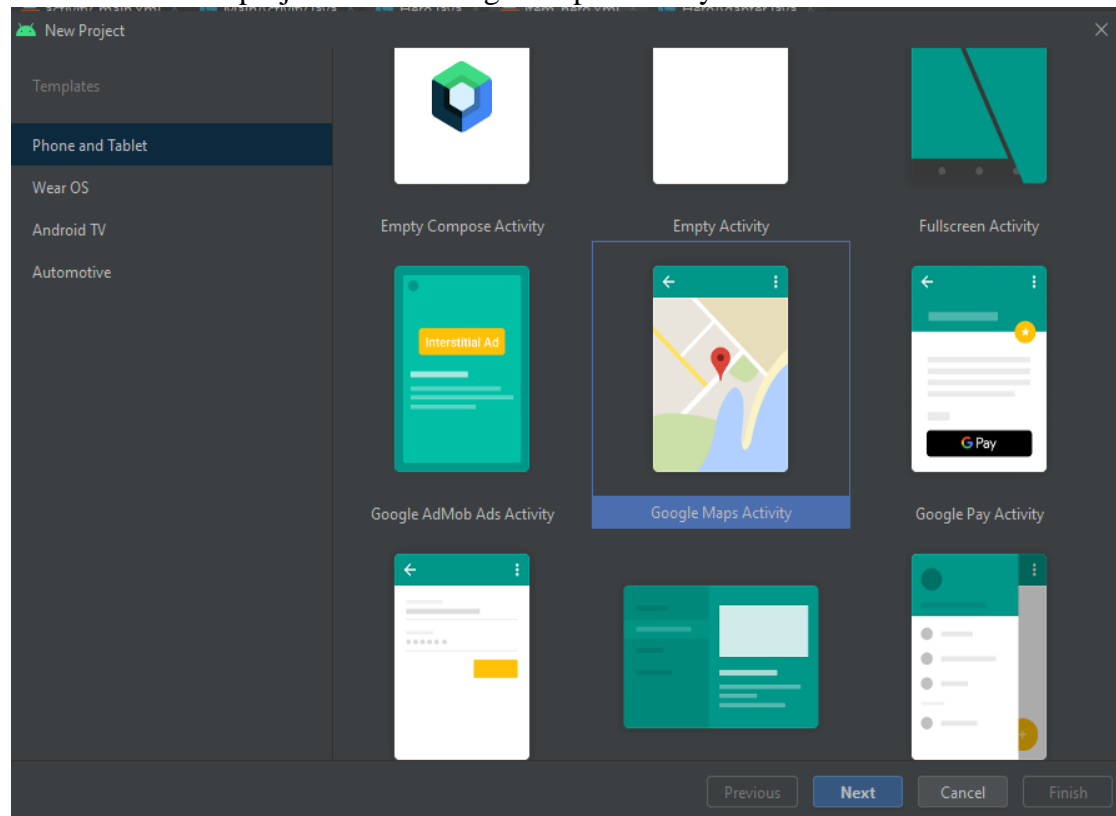 New Project
Templates
Phone and Tablet
Wear OS
Android TV
Automotive
Empty Compose Activity
Empty Activity
Fullscreen Activity
Interstitial Ad
G Pay
Google AdMob Ads Activity
Google Maps Activity
Google Pay Activity
Previous
Next
Cancel
Finish